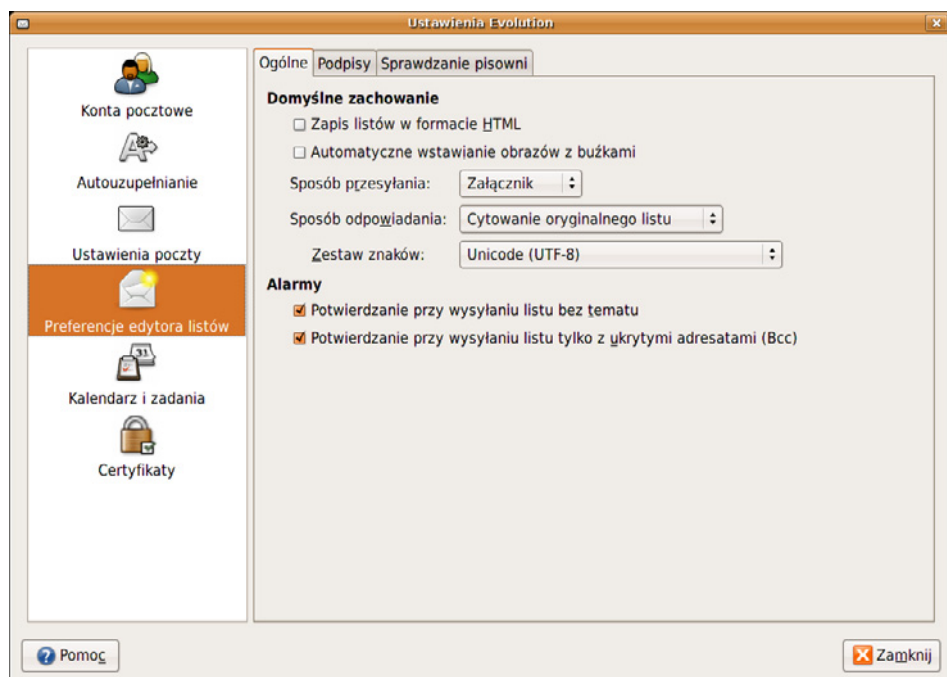 Ustawienia Evolution
Konta pocztowe
Autouzupełnianie
Ustawienia poczty
Preferencje edytora listów
31
Kalendarz i zadania
Certyfikaty
Ogólne Podpisy Sprawdzanie pisowni
Domyślne zachowanie
Zapis listów w formacie HTML
Automatyczne wstawianie obrazów z buźkami
Sposób przesyłania: Załącznik
Sposób odpowiadania: Cytowanie oryginalnego listu
Zestaw znaków: Unicode (UTF-8)
Alarmy
Potwierdzanie przy wysyłaniu listu bez tematu
Potwierdzanie przy wysyłaniu listu tylko z ukrytymi adresatami (Bcc)
Pomoc
Zamknij